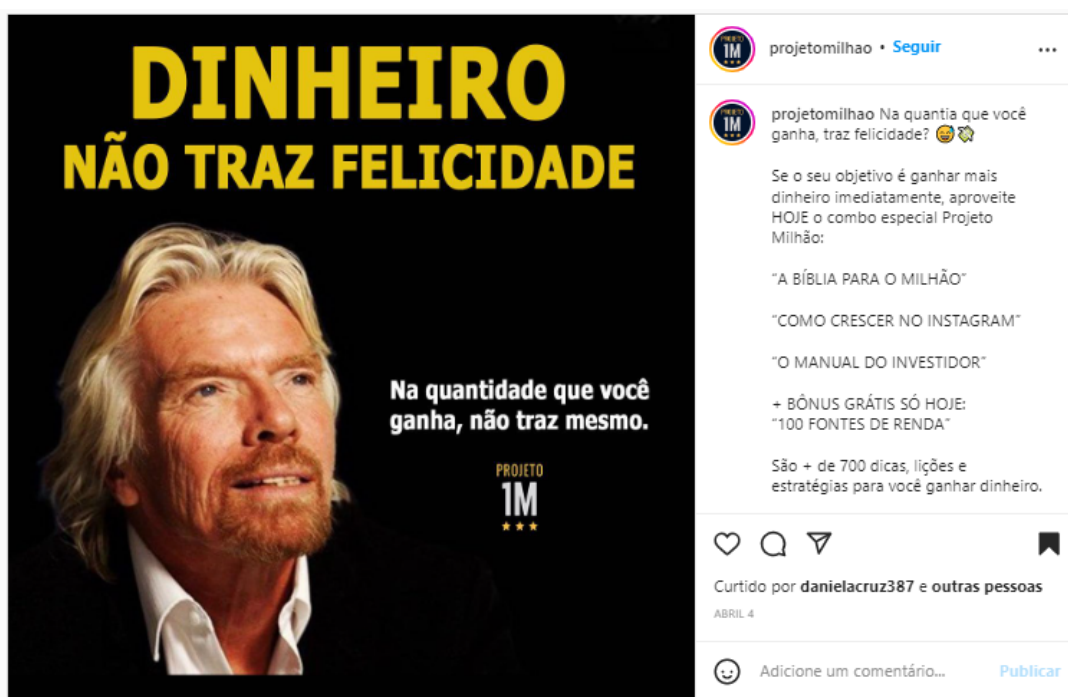 DINHEIRO
NÃO TRAZ FELICIDADE
Na quantidade que você
ganha, não traz mesmo.
PROJETO
1M
PROJETO
1M
projetomilhao • Seguir
PROJETO
1M
projetomilhao Na quantia que você
ganha, traz felicidade? 😅💸
Se o seu objetivo é ganhar mais
dinheiro imediatamente, aproveite
HOJE o combo especial Projeto
Milhão:
"A BÍBLIA PARA O MILHÃO"
"COMO CRESCER NO INSTAGRAM"
"O MANUAL DO INVESTIDOR"
+ BÔNUS GRÁTIS SÓ HOJE:
"100 FONTES DE RENDA"
São + de 700 dicas, lições e
estratégias para você ganhar dinheiro.
Curtido por danielacruz387 e outras pessoas
ABRIL 4
Adicione um comentário... Publicar